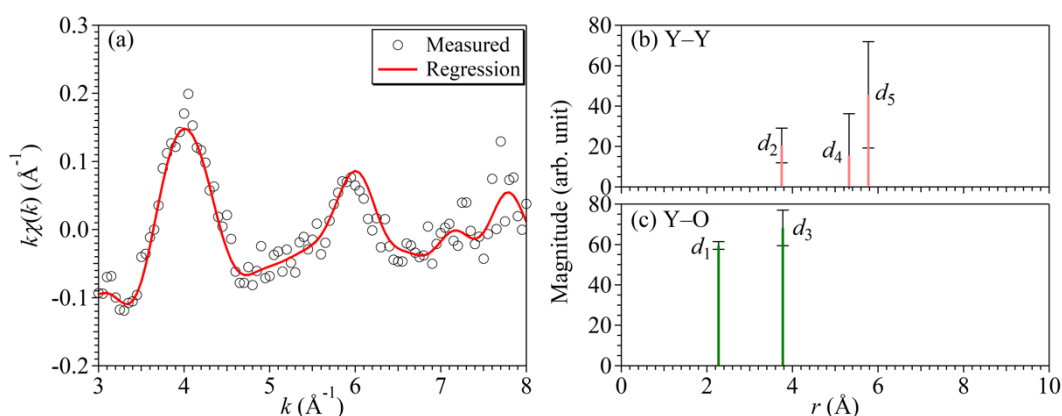 (a)
Measured
Regression
0.3
0.2
0.1
0.0
-0.1
-0.2
kχ(k) (Å⁻¹)
3 4 5 6 7 8
k (Å⁻¹)
(b) Y–Y
80
60
40
20
0
d₂
d₄
d₅
(c) Y–O
80
60
40
20
0
d₁
d₃
Magnitude (arb. unit)
0 2 4 6 8 10
r (Å)